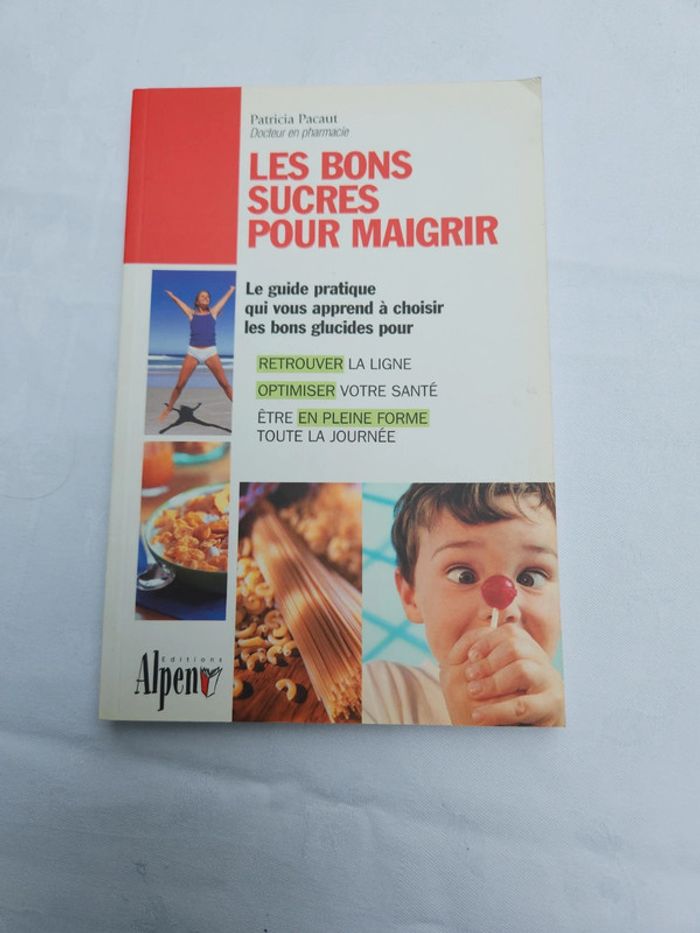 Patricia Pacaut
Docteur en pharmacie
LES BONS
SUCRES
POUR MAIGRIR
Le guide pratique
qui vous apprend à choisir
les bons glucides pour
RETROUVER LA LIGNE
OPTIMISER VOTRE SANTÉ
ÊTRE EN PLEINE FORME
TOUTE LA JOURNÉE
Editions
Alpen